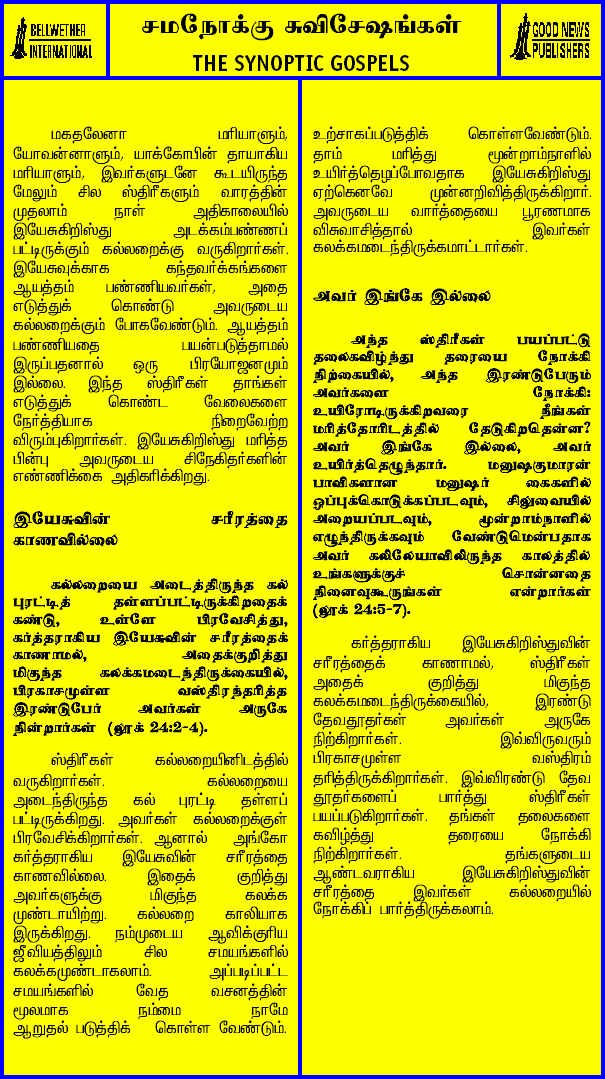 BELLWETHER
INTERNATIONAL
சமநோக்கு சுவிசேஷங்கள்
THE SYNOPTIC GOSPELS
GOOD NEWS
PUBLISHERS
மகதலேனா மரியாளும்,
யோவன்னாளும், யாக்கோபின் தாயாகிய
மரியாளும், இவர்களுடனே கூடயிருந்த
மேலும் சில ஸ்திரீகளும் வாரத்தின்
முதலாம் நாள் அதிகாலையில்
இயேசுகிறிஸ்து அடக்கம்பண்ணப்
பட்டிருக்கும் கல்லறைக்கு வருகிறார்கள்.
இயேசுவுக்காக கந்தவர்க்கங்களை
ஆயத்தம் பண்ணியவர்கள், அதை
எடுத்துக் கொண்டு அவருடைய
கல்லறைக்கும் போகவேண்டும். ஆயத்தம்
பண்ணியதை பயன்படுத்தாமல்
இருப்பதனால் ஒரு பிரயோஜனமும்
இல்லை. இந்த ஸ்திரீகள் தாங்கள்
எடுத்துக் கொண்ட வேலைகளை
நேர்த்தியாக நிறைவேற்ற
விரும்புகிறார்கள். இயேசுகிறிஸ்து மரித்த
பின்பு அவருடைய சிநேகிதர்களின்
எண்ணிக்கை அதிகரிக்கிறது.
இயேசுவின் சரீரத்தை
காணவில்லை
கல்லறையை அடைத்திருந்த கல்
புரட்டித் தள்ளப்பட்டிருக்கிறதைக்
கண்டு, உள்ளே பிரவேசித்து,
கர்த்தராகிய இயேசுவின் சரீரத்தைக்
காணாமல், அதைக்குறித்து
மிகுந்த கலக்கமடைந்திருக்கையில்,
பிரகாசமுள்ள வஸ்திரந்தரித்த
இரண்டுபேர் அவர்கள் அருகே
நின்றார்கள் (லூக் 24:2-4).
ஸ்திரீகள் கல்லறையினிடத்தில்
வருகிறார்கள். கல்லறையை
அடைந்திருந்த கல் புரட்டி தள்ளப்
பட்டிருக்கிறது. அவர்கள் கல்லறைக்குள்
பிரவேசிக்கிறார்கள். ஆனால் அங்கோ
கர்த்தராகிய இயேசுவின் சரீரத்தை
காணவில்லை. இதைக் குறித்து
அவர்களுக்கு மிகுந்த கலக்க
முண்டாயிற்று. கல்லறை காலியாக
இருக்கிறது. நம்முடைய ஆவிக்குரிய
ஜீவியத்திலும் சில சமயங்களில்
கலக்கமுண்டாகலாம். அப்படிப்பட்ட
சமயங்களில் வேத வசனத்தின்
மூலமாக நம்மை நாமே
ஆறுதல் படுத்திக் கொள்ள வேண்டும்.
உற்சாகப்படுத்திக் கொள்ளவேண்டும்.
தாம் மரித்து மூன்றாம்நாளில்
உயிர்த்தெழப்போவதாக இயேசுகிறிஸ்து
ஏற்கெனவே முன்னறிவித்திருக்கிறார்.
அவருடைய வார்த்தையை பூரணமாக
விசுவாசித்தால் இவர்கள்
கலக்கமடைந்திருக்கமாட்டார்கள்.
அவர் இங்கே இல்லை
அந்த ஸ்திரீகள் பயப்பட்டு
தலைகவிழ்ந்து தரையை நோக்கி
நிற்கையில், அந்த இரண்டுபேரும்
அவர்களை நோக்கி:
உயிரோடிருக்கிறவரை நீங்கள்
மரித்தோரிடத்தில் தேடுகிறதென்ன?
அவர் இங்கே இல்லை, அவர்
உயிர்த்தெழுந்தார். மனுஷகுமாரன்
பாவிகளான மனுஷர் கைகளில்
ஒப்புக்கொடுக்கப்படவும், சிலுவையில்
அறையப்படவும், மூன்றாம்நாளில்
எழுந்திருக்கவும் வேண்டுமென்பதாக
அவர் கலிலேயாவிலிருந்த காலத்தில்
உங்களுக்குச் சொன்னதை
நினைவுகூருங்கள் என்றார்கள்
(லூக் 24:5-7).
கர்த்தராகிய இயேசுகிறிஸ்துவின்
சரீரத்தைக் காணாமல், ஸ்திரீகள்
அதைக் குறித்து மிகுந்த
கலக்கமடைந்திருக்கையில், இரண்டு
தேவதூதர்கள் அவர்கள் அருகே
நிற்கிறார்கள். இவ்விருவரும்
பிரகாசமுள்ள வஸ்திரம்
தரித்திருக்கிறார்கள். இவ்விரண்டு தேவ
தூதர்களைப் பார்த்து ஸ்திரீகள்
பயப்படுகிறார்கள். தங்கள் தலைகளை
கவிழ்த்து தரையை நோக்கி
நிற்கிறார்கள். தங்களுடைய
ஆண்டவராகிய இயேசுகிறிஸ்துவின்
சரீரத்தை இவர்கள் கல்லறையில்
நோக்கிப் பார்த்திருக்கலாம்.